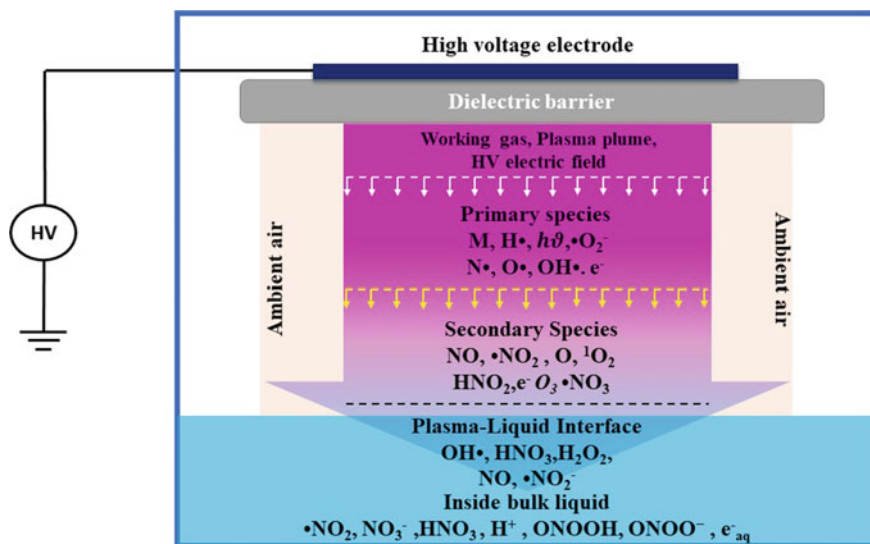 High voltage electrode
Dielectric barrier
Working gas, Plasma plume,
HV electric field
Primary species
M, H•, hϑ,•O₂⁻
N•, O•, OH•. e⁻
HV
Ambient air
Ambient air
Secondary Species
NO, •NO₂ , O, ¹O₂
HNO₂,e⁻ O₃ •NO₃
Plasma-Liquid Interface
OH•, HNO₃,H₂O₂,
NO, •NO₂⁻
Inside bulk liquid
•NO₂, NO₃⁻ ,HNO₃, H⁺ , ONOOH, ONOO⁻ , e⁻aq